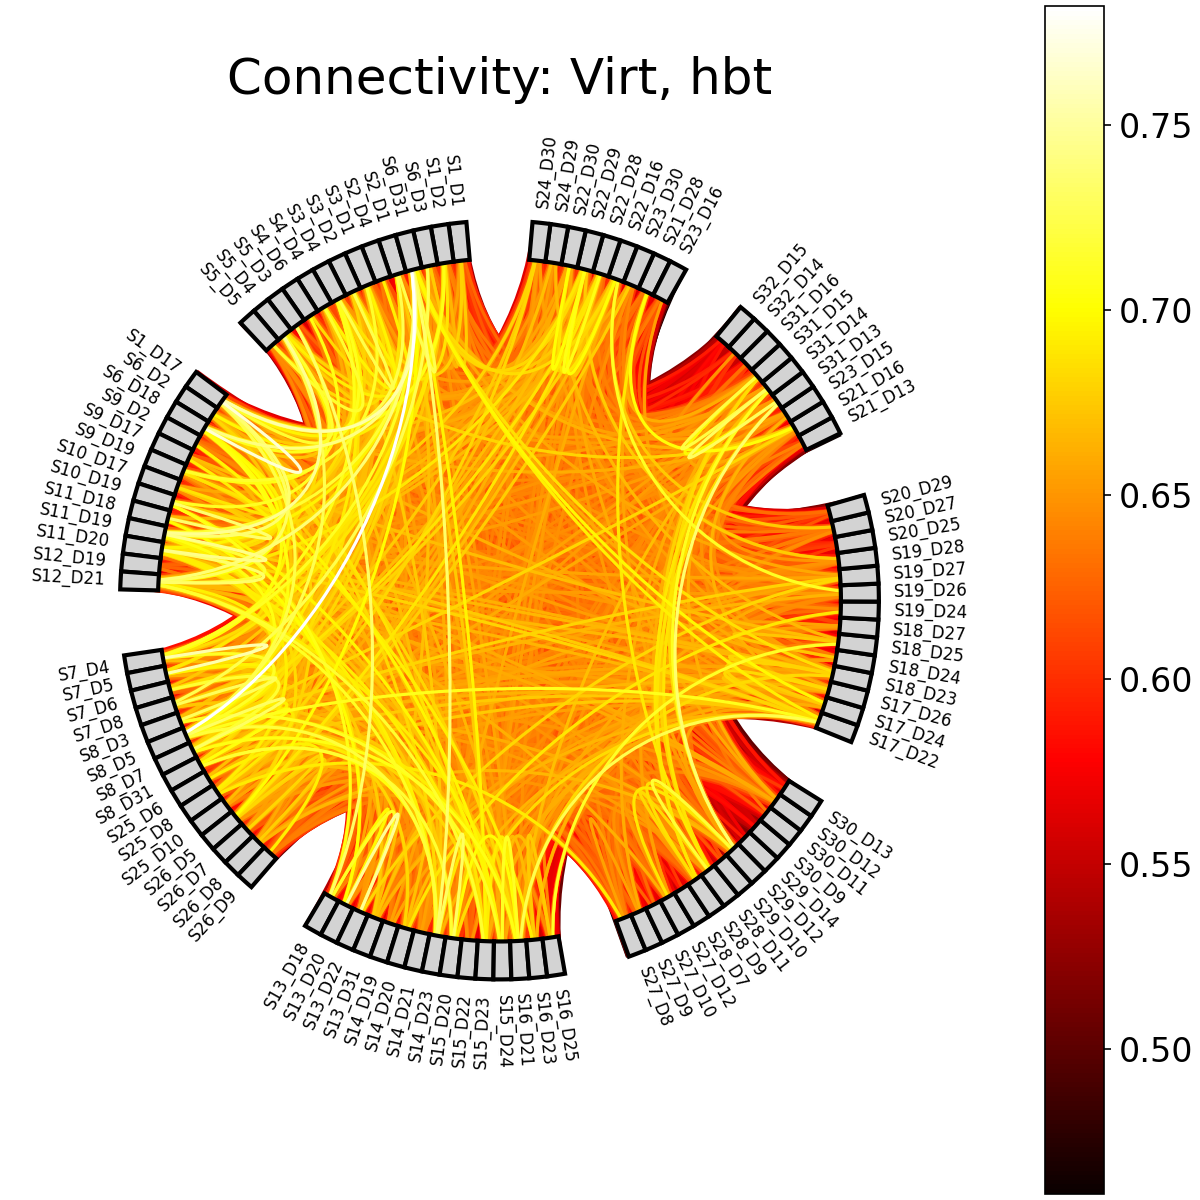 Connectivity: Virt, hbt
S24_D30
S24_D29
S22_D30
S22_D29
S22_D28
S22_D16
S23_D30
S21_D28
S23_D16
S32_D15
S32_D14
S31_D16
S31_D15
S31_D14
S31_D13
S23_D15
S21_D16
S21_D13
S20_D29
S20_D27
S20_D25
S19_D28
S19_D27
S19_D26
S19_D24
S18_D27
S18_D25
S18_D24
S18_D23
S17_D26
S17_D24
S17_D22
S30_D13
S30_D12
S30_D11
S30_D9
S29_D14
S29_D12
S29_D10
S28_D11
S28_D9
S28_D7
S27_D12
S27_D10
S27_D9
S27_D8
S16_D25
S16_D23
S16_D21
S15_D24
S15_D23
S15_D22
S15_D20
S14_D23
S14_D21
S14_D20
S14_D19
S13_D31
S13_D22
S13_D20
S13_D18
S26_D9
S26_D8
S26_D7
S26_D5
S25_D10
S25_D8
S25_D6
S8_D31
S8_D7
S8_D5
S8_D3
S7_D8
S7_D6
S7_D5
S7_D4
S12_D21
S12_D19
S11_D20
S11_D19
S11_D18
S10_D19
S10_D17
S9_D19
S9_D17
S9_D2
S6_D18
S6_D2
S1_D17
S5_D5
S5_D4
S5_D3
S4_D6
S4_D4
S3_D4
S3_D2
S3_D1
S2_D4
S2_D1
S6_D31
S6_D3
S1_D2
S1_D1
0.75
0.70
0.65
0.60
0.55
0.50